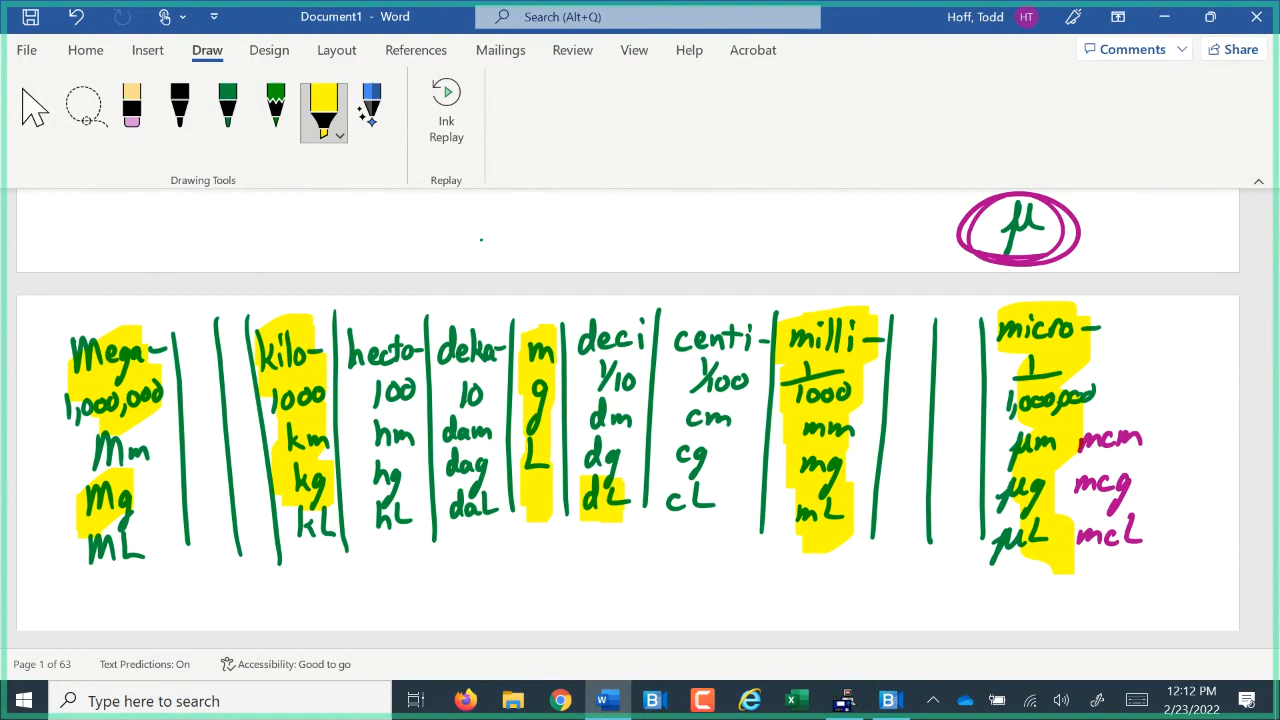 Document1 - Word
Search (Alt+Q)
Hoff, Todd
HT
File Home Insert Draw Design Layout References Mailings Review View Help Acrobat
Comments
Share
Ink
Replay
Drawing Tools
Replay
μ
Mega- kilo- hecto- deka- m deci centi- milli- micro-
1,000,000 1000 100 10 g 1/10 1/100 1/1000 1/1,000,000
Mm km hm dam L dm cm mm μm mcm
Mg kg hg dag dg cg mg μg mcg
ML kL hL daL dL cL mL μL mcL
Page 1 of 63
Text Predictions: On
Accessibility: Good to go
Type here to search
12:12 PM
2/23/2022